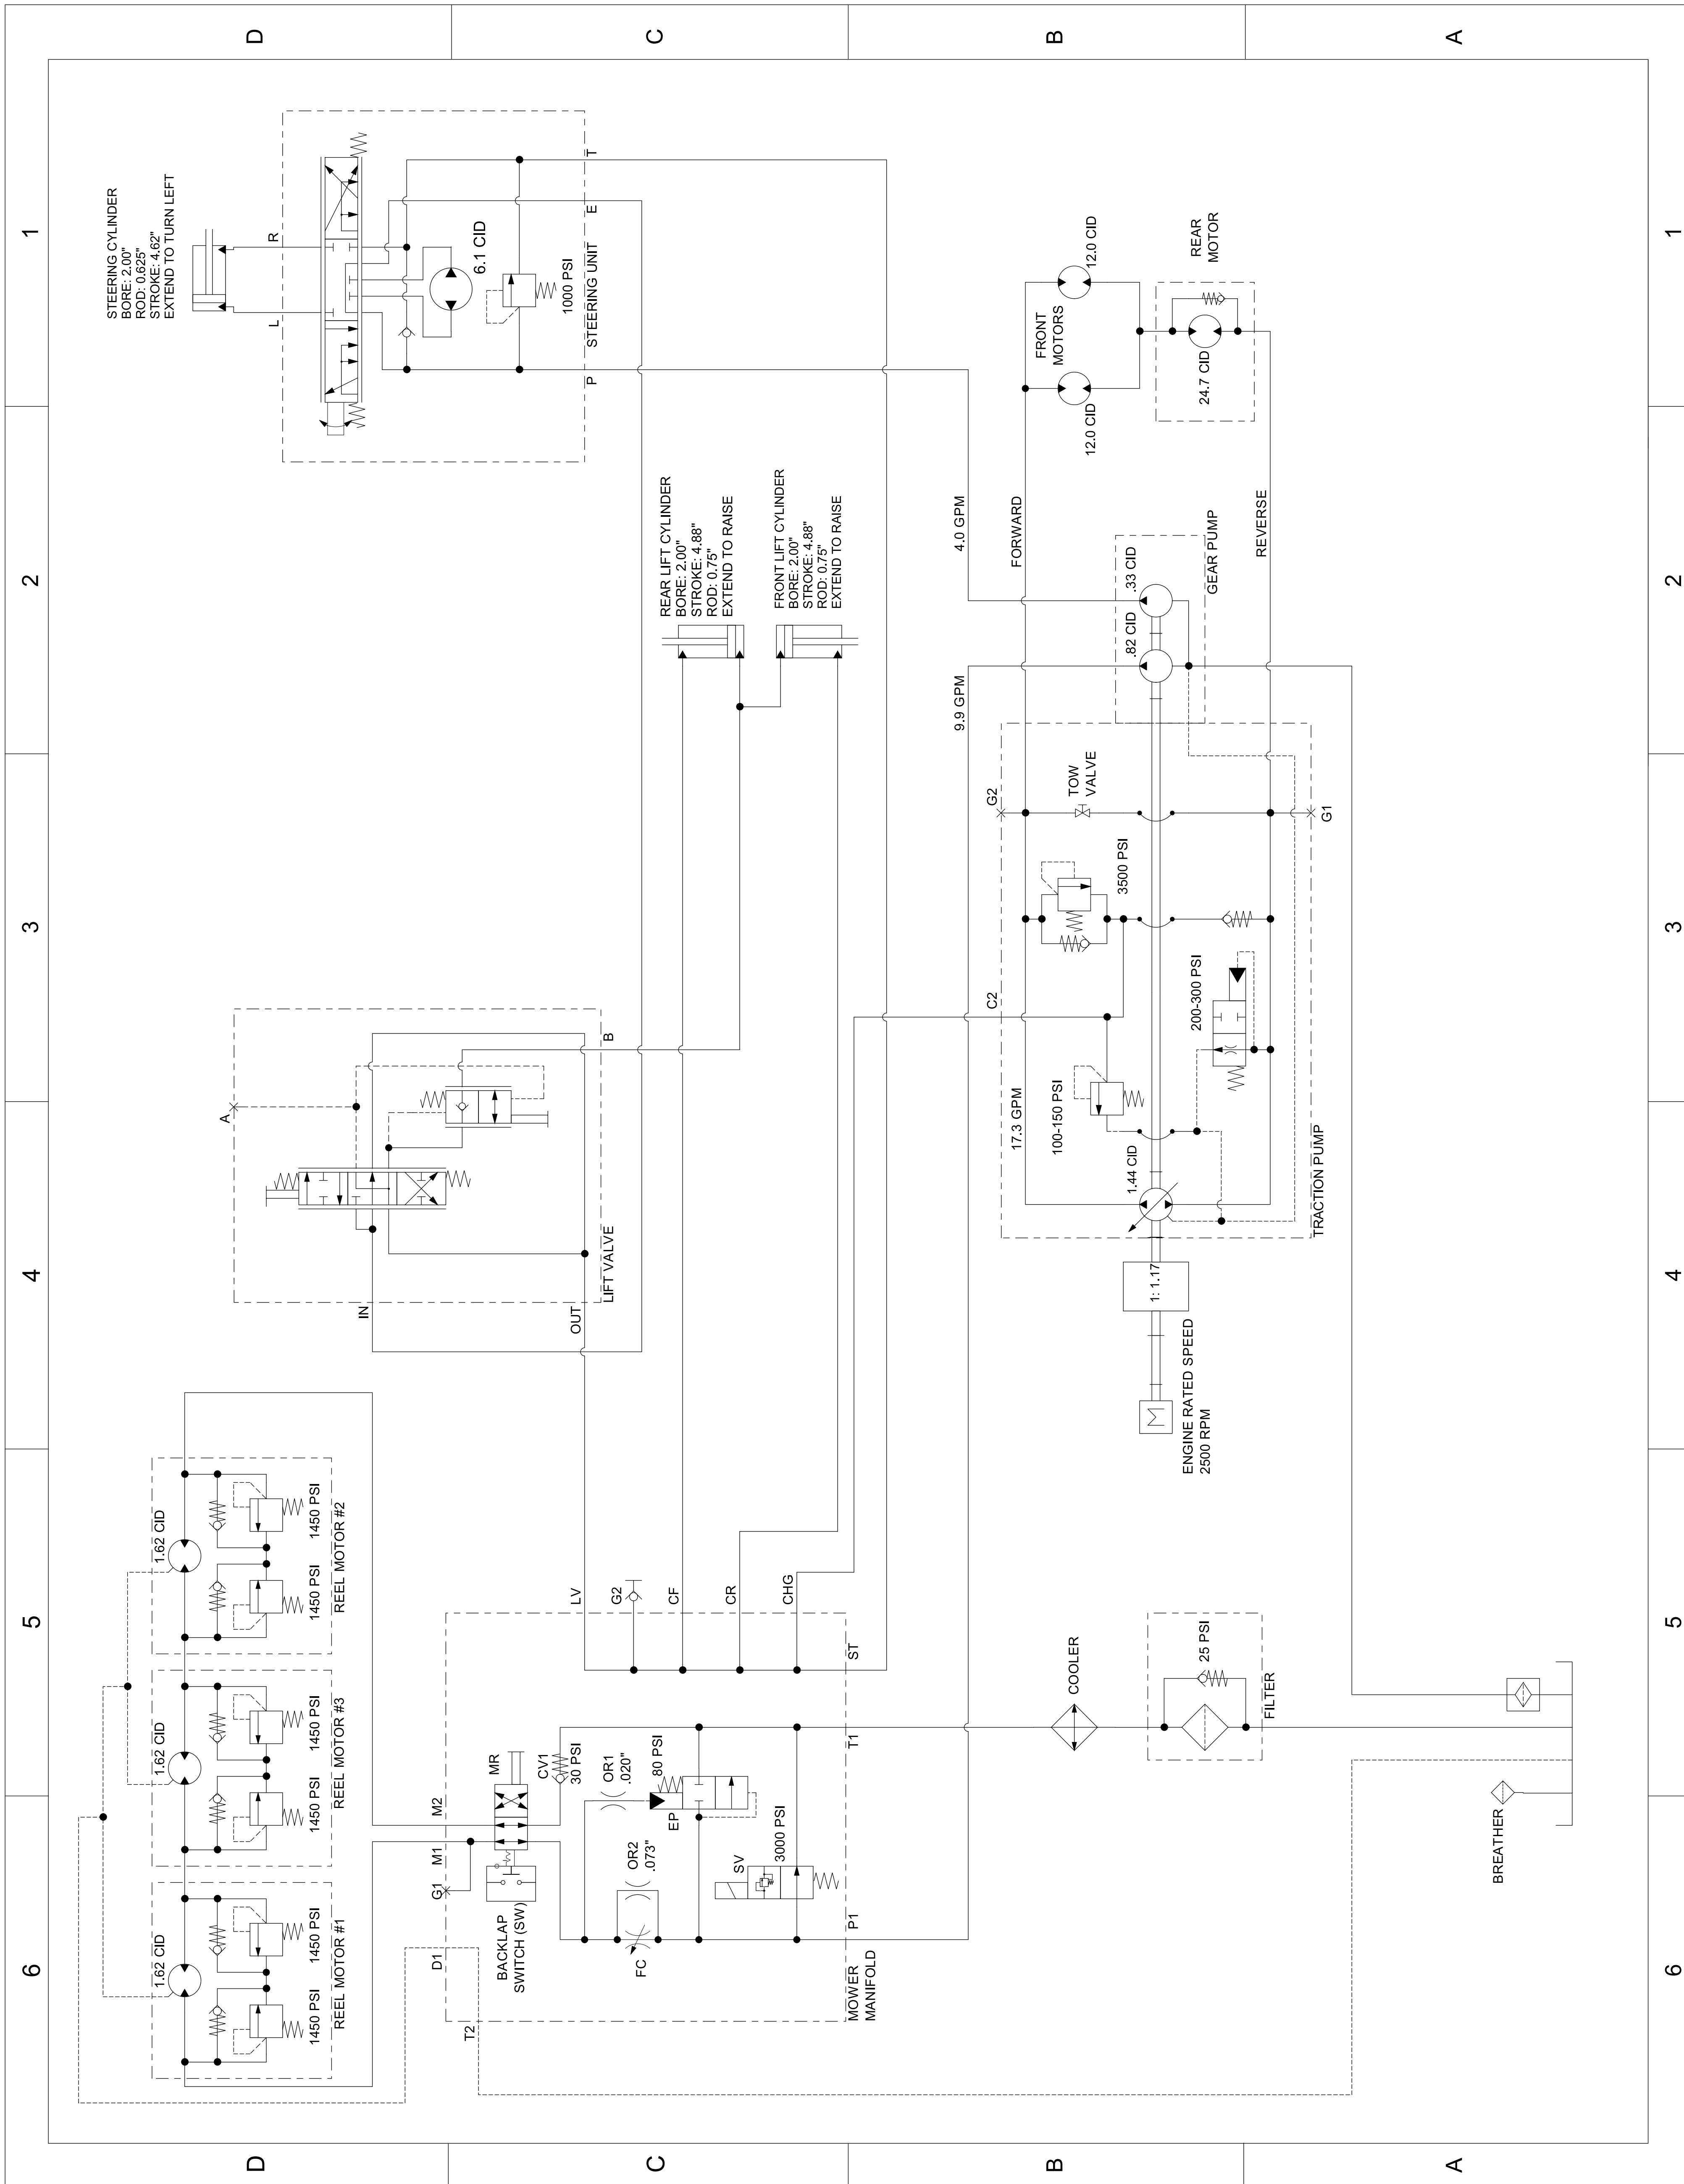 D
C
B
A
1
2
3
4
5
6
STEERING CYLINDER
BORE: 2.00"
ROD: 0.625"
STROKE: 4.62"
EXTEND TO TURN LEFT
L
R
6.1 CID
1000 PSI
STEERING UNIT
P
E
T
REAR LIFT CYLINDER
BORE: 2.00"
STROKE: 4.88"
ROD: 0.75"
EXTEND TO RAISE
FRONT LIFT CYLINDER
BORE: 2.00"
STROKE: 4.88"
ROD: 0.75"
EXTEND TO RAISE
A
B
IN
OUT
LIFT VALVE
1.62 CID
1450 PSI
1450 PSI
REEL MOTOR #1
1.62 CID
1450 PSI
1450 PSI
REEL MOTOR #3
1.62 CID
1450 PSI
1450 PSI
REEL MOTOR #2
D1
T2
G1
M1
M2
MR
BACKLAP
SWITCH (SW)
CV1
30 PSI
OR1
.020"
80 PSI
EP
OR2
.073"
FC
SV
3000 PSI
LV
G2
CF
CR
CHG
ST
T1
P1
MOWER
MANIFOLD
4.0 GPM
9.9 GPM
17.3 GPM
FORWARD
REVERSE
12.0 CID
FRONT
MOTORS
12.0 CID
24.7 CID
REAR
MOTOR
.82 CID
.33 CID
GEAR PUMP
G2
TOW
VALVE
G1
3500 PSI
C2
100-150 PSI
200-300 PSI
1.44 CID
TRACTION PUMP
1: 1.17
M
ENGINE RATED SPEED
2500 RPM
COOLER
25 PSI
FILTER
BREATHER
1
2
3
4
5
6
D
C
B
A